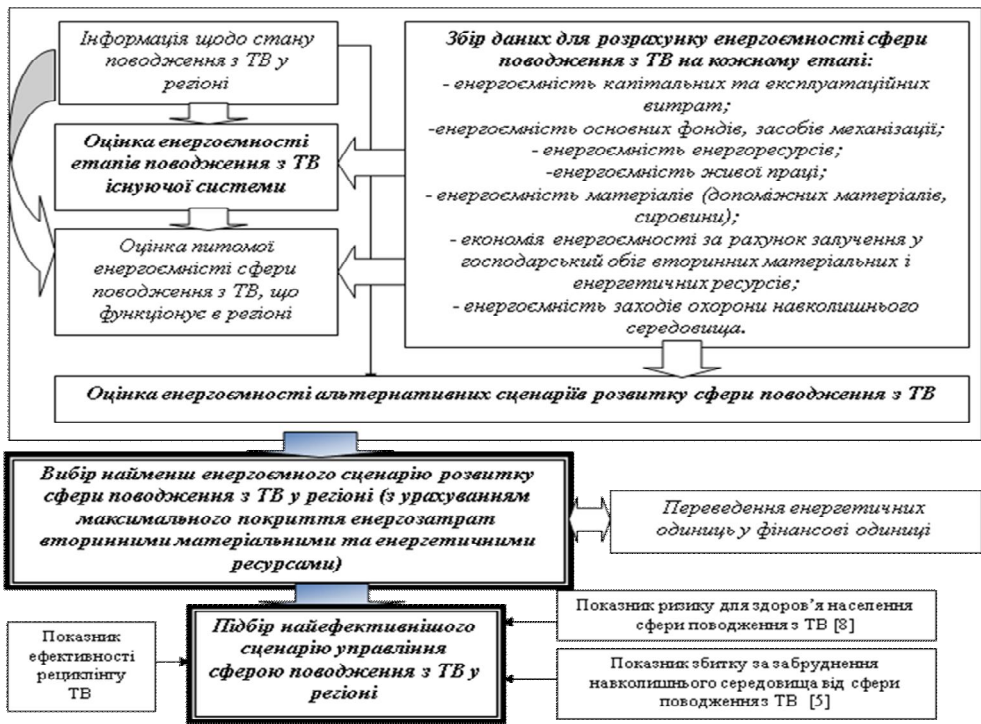 Інформація щодо стану
поводження з ТВ у
регіоні
Оцінка енергоємності
етапів поводження з ТВ
існуючої системи
Оцінка питомої
енергоємністі сфери
поводження з ТВ, що
функціонує в регіоні
Збір даних для розрахунку енергоємності сфери
поводження з ТВ на кожному етапі:
- енергоємність капітальних та експлуатаційних
витрат;
-енергоємність основних фондів, засобів механізації;
- енергоємність енергоресурсів;
-енергоємність живої праці;
- енергоємність матеріалів (допоміжних матеріалів,
сировини);
- економія енергоємності за рахунок залучення у
господарський обіг вторинних матеріальних і
енергетичних ресурсів;
- енергоємність заходів охорони навколишнього
середовища.
Оцінка енергоємності альтернативних сценаріїв розвитку сфери поводження з ТВ
Вибір найменш енергоємного сценарію розвитку
сфери поводження з ТВ у регіоні (з урахуванням
максимального покриття енергозатрат
вторинними матеріальними та енергетичними
ресурсами)
Переведення енергетичних
одиниць у фінансові одиниці
Підбір найефективнішого
сценарію управління
сферою поводження з ТВ у
регіоні
Показник
ефективності
рециклінгу
ТВ
Показник ризику для здоров’я населення
сфери поводження з ТВ [8]
Показник збитку за забруднення
навколишнього середовища від сфери
поводження з ТВ [5]